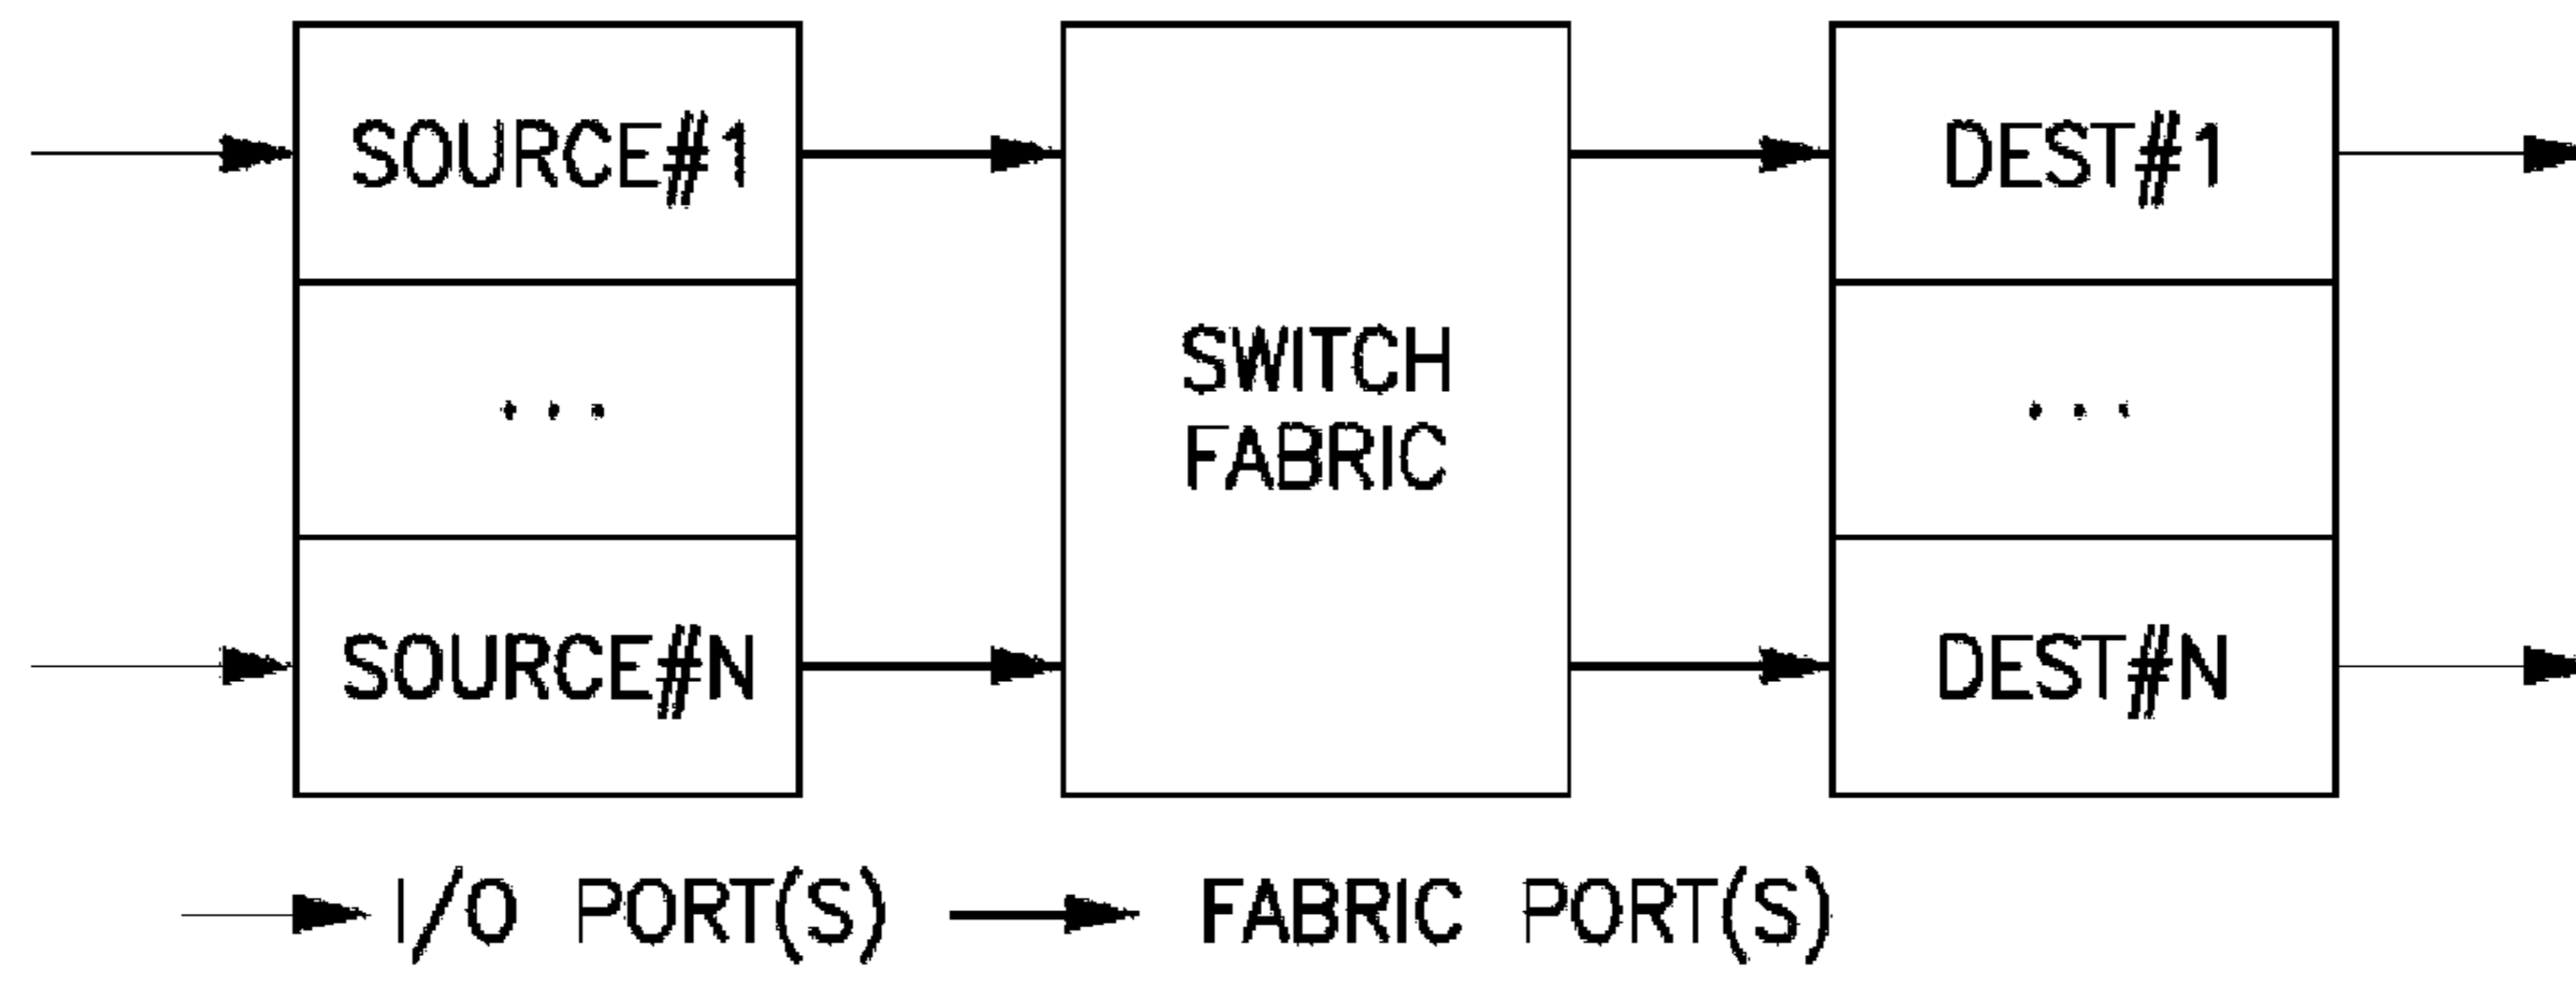 SOURCE#1
...
SOURCE#N
SWITCH
FABRIC
DEST#1
...
DEST#N
I/O PORT(S)
FABRIC PORT(S)